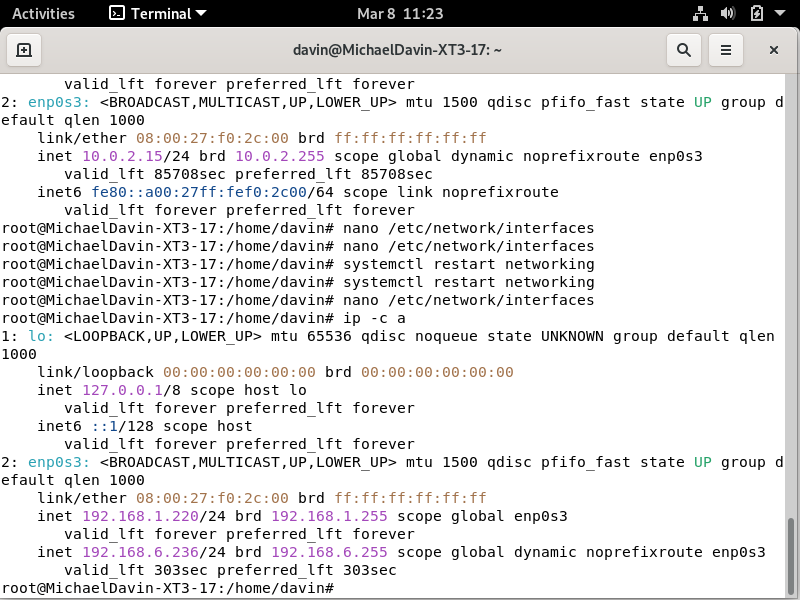 Activities
Terminal
Mar 8 11:23
davin@MichaelDavin-XT3-17: ~
valid_lft forever preferred_lft forever
2: enp0s3: <BROADCAST,MULTICAST,UP,LOWER_UP> mtu 1500 qdisc pfifo_fast state UP group d
efault qlen 1000
link/ether 08:00:27:f0:2c:00 brd ff:ff:ff:ff:ff:ff
inet 10.0.2.15/24 brd 10.0.2.255 scope global dynamic noprefixroute enp0s3
valid_lft 85708sec preferred_lft 85708sec
inet6 fe80::a00:27ff:fef0:2c00/64 scope link noprefixroute
valid_lft forever preferred_lft forever
root@MichaelDavin-XT3-17:/home/davin# nano /etc/network/interfaces
root@MichaelDavin-XT3-17:/home/davin# nano /etc/network/interfaces
root@MichaelDavin-XT3-17:/home/davin# systemctl restart networking
root@MichaelDavin-XT3-17:/home/davin# systemctl restart networking
root@MichaelDavin-XT3-17:/home/davin# nano /etc/network/interfaces
root@MichaelDavin-XT3-17:/home/davin# ip -c a
1: lo: <LOOPBACK,UP,LOWER_UP> mtu 65536 qdisc noqueue state UNKNOWN group default qlen
1000
link/loopback 00:00:00:00:00:00 brd 00:00:00:00:00:00
inet 127.0.0.1/8 scope host lo
valid_lft forever preferred_lft forever
inet6 ::1/128 scope host
valid_lft forever preferred_lft forever
2: enp0s3: <BROADCAST,MULTICAST,UP,LOWER_UP> mtu 1500 qdisc pfifo_fast state UP group d
efault qlen 1000
link/ether 08:00:27:f0:2c:00 brd ff:ff:ff:ff:ff:ff
inet 192.168.1.220/24 brd 192.168.1.255 scope global enp0s3
valid_lft forever preferred_lft forever
inet 192.168.6.236/24 brd 192.168.6.255 scope global dynamic noprefixroute enp0s3
valid_lft 303sec preferred_lft 303sec
root@MichaelDavin-XT3-17:/home/davin#